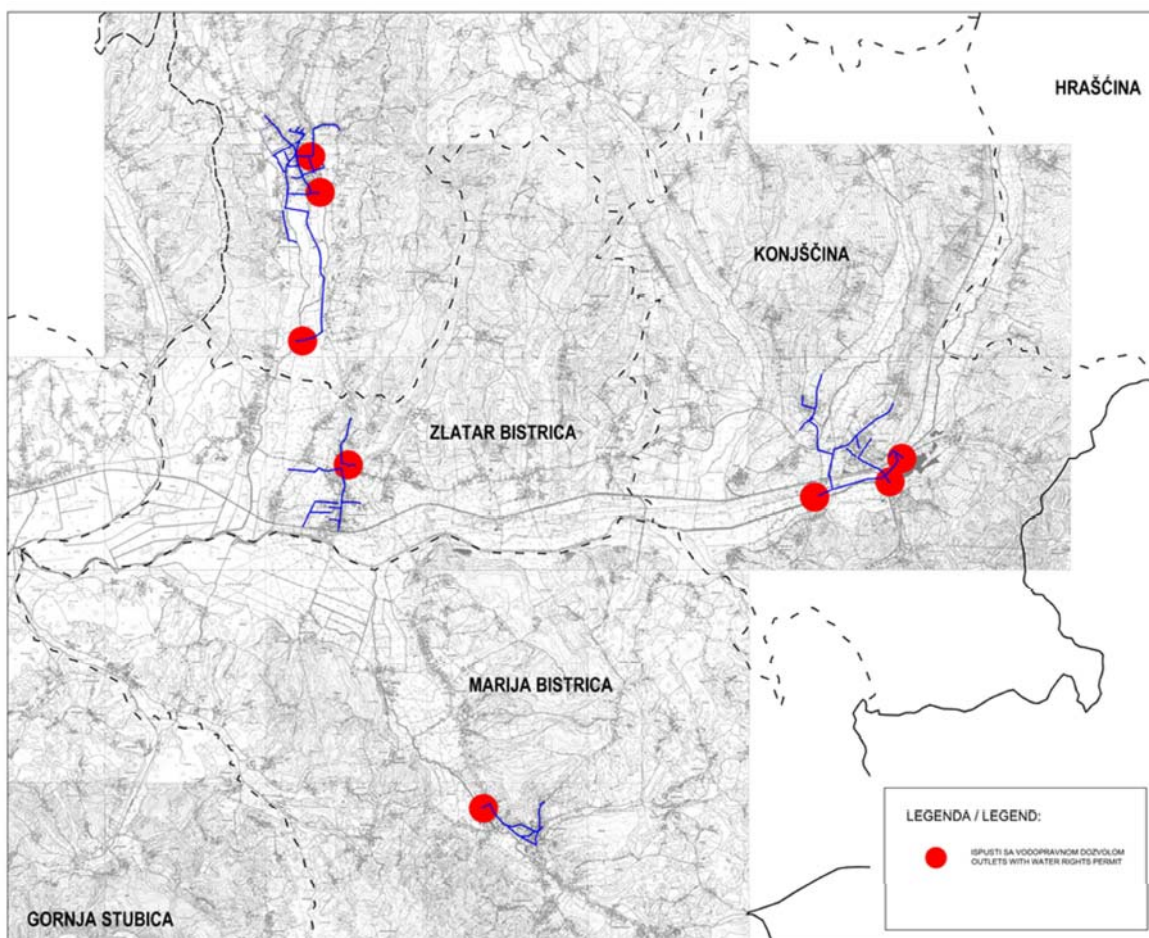 HRAŠĆINA
KONJŠČINA
ZLATAR BISTRICA
MARIJA BISTRICA
GORNJA STUBICA
LEGENDA / LEGEND:
ISPUSTI SA VODOPRAVNOM DOZVOLOM
OUTLETS WITH WATER RIGHTS PERMIT